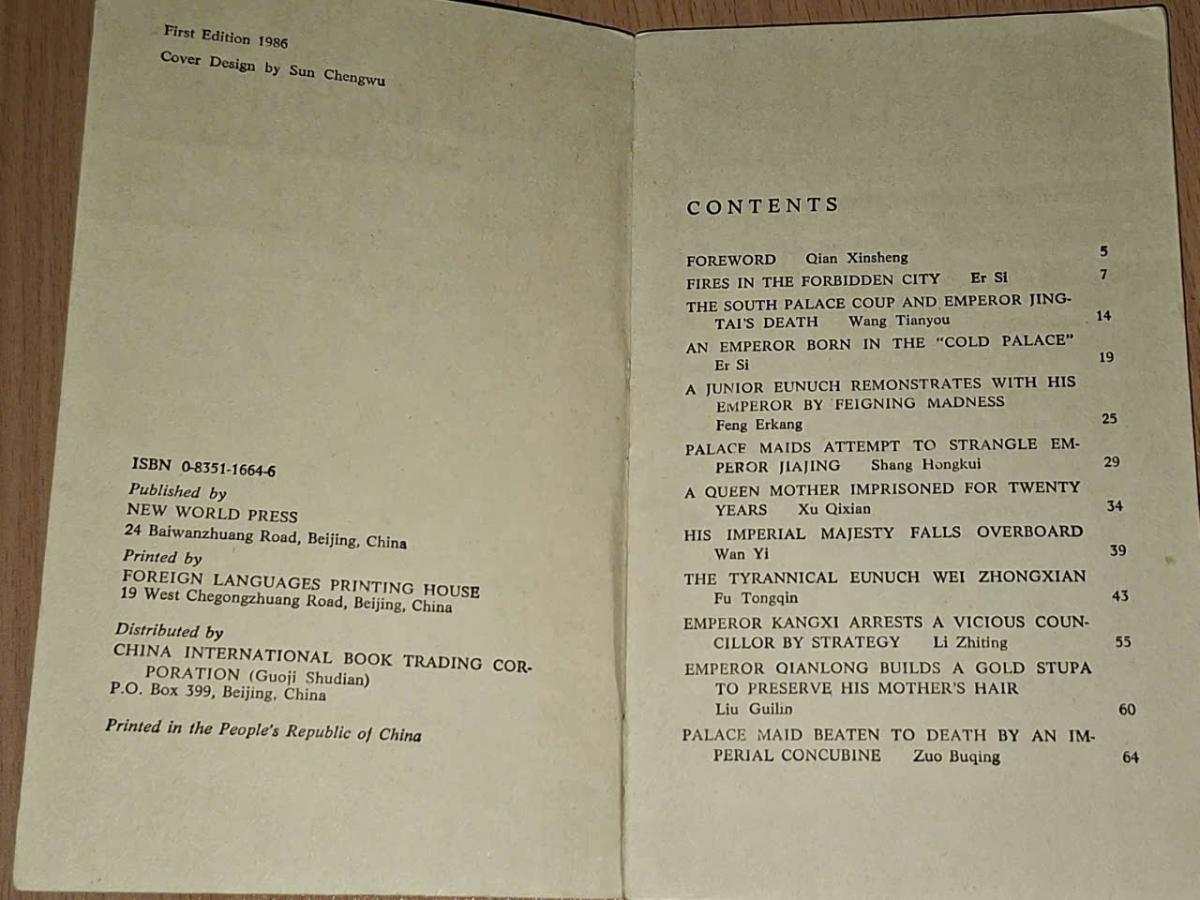 First Edition 1986
Cover Design by Sun Chengwu
ISBN 0-8351-1664-6
Published by
NEW WORLD PRESS
24 Baiwanzhuang Road, Beijing, China
Printed by
FOREIGN LANGUAGES PRINTING HOUSE
19 West Chegongzhuang Road, Beijing, China
Distributed by
CHINA INTERNATIONAL BOOK TRADING COR-
PORATION (Guoji Shudian)
P.O. Box 399, Beijing, China
Printed in the People's Republic of China
CONTENTS
FOREWORD Qian Xinsheng 5
FIRES IN THE FORBIDDEN CITY Er Si 7
THE SOUTH PALACE COUP AND EMPEROR JING-
TAI'S DEATH Wang Tianyou 14
AN EMPEROR BORN IN THE "COLD PALACE"
Er Si 19
A JUNIOR EUNUCH REMONSTRATES WITH HIS
EMPEROR BY FEIGNING MADNESS
Feng Erkang 25
PALACE MAIDS ATTEMPT TO STRANGLE EM-
PEROR JIAJING Shang Hongkui 29
A QUEEN MOTHER IMPRISONED FOR TWENTY
YEARS Xu Qixian 34
HIS IMPERIAL MAJESTY FALLS OVERBOARD
Wan Yi 39
THE TYRANNICAL EUNUCH WEI ZHONGXIAN
Fu Tongqin 43
EMPEROR KANGXI ARRESTS A VICIOUS COUN-
CILLOR BY STRATEGY Li Zhiting 55
EMPEROR QIANLONG BUILDS A GOLD STUPA
TO PRESERVE HIS MOTHER'S HAIR
Liu Guilin 60
PALACE MAID BEATEN TO DEATH BY AN IM-
PERIAL CONCUBINE Zuo Buqing 64